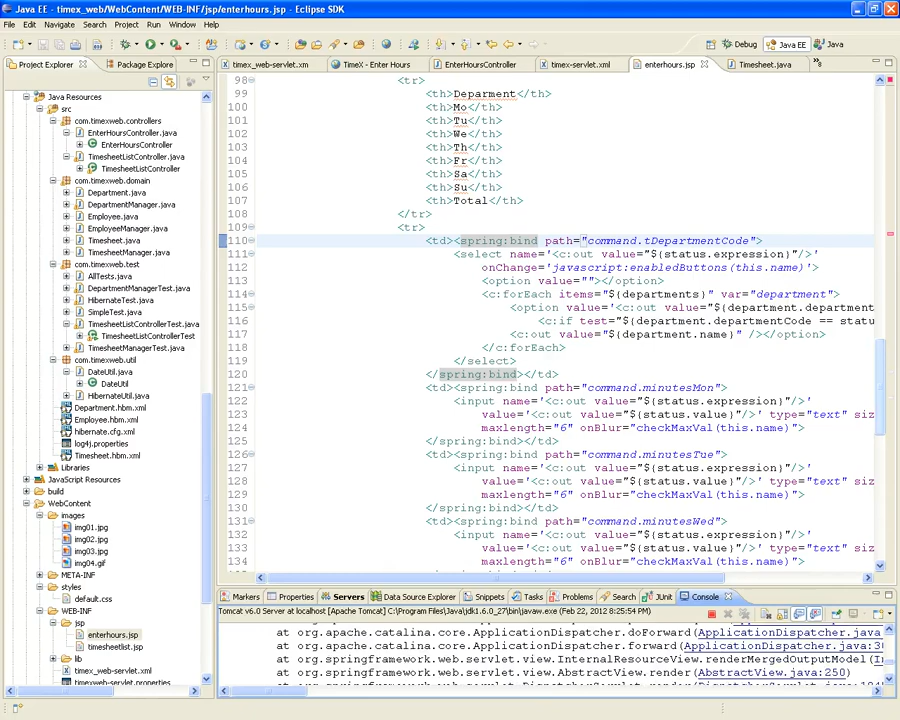 Java EE - timex_web/WebContent/WEB-INF/jsp/enterhours.jsp - Eclipse SDK
File Edit Navigate Search Project Run Window Help
Debug Java EE Java
Project Explorer Package Explorer
timex_web-servlet.xm TimeX - Enter Hours EnterHoursController timex-servlet.xml enterhours.jsp Timesheet.java
Java Resources
src
com.timexweb.controllers
EnterHoursController.java
EnterHoursController
TimesheetListController.java
TimesheetListController
com.timexweb.domain
Department.java
DepartmentManager.java
Employee.java
EmployeeManager.java
Timesheet.java
TimesheetManager.java
com.timexweb.test
AllTests.java
DepartmentManagerTest.java
HibernateTest.java
SimpleTest.java
TimesheetListControllerTest.java
TimesheetListControllerTest
TimesheetManagerTest.java
com.timexweb.util
DateUtil.java
DateUtil
HibernateUtil.java
Department.hbm.xml
Employee.hbm.xml
hibernate.cfg.xml
log4j.properties
Timesheet.hbm.xml
Libraries
JavaScript Resources
build
WebContent
images
img01.jpg
img02.jpg
img03.jpg
img04.gif
META-INF
styles
default.css
WEB-INF
jsp
enterhours.jsp
timesheetlist.jsp
lib
timex_web-servlet.xml
timexweb-servlet.properties
98 <tr>
99 <th>Deparment</th>
100 <th>Mo</th>
101 <th>Tu</th>
102 <th>We</th>
103 <th>Th</th>
104 <th>Fr</th>
105 <th>Sa</th>
106 <th>Su</th>
107 <th>Total</th>
108 </tr>
109 <tr>
110 <td><spring:bind path="command.tDepartmentCode">
111 <select name='<c:out value="${status.expression}"/>'
112 onChange='javascript:enabledButtons(this.name)'>
113 <option value=""></option>
114 <c:forEach items="${departments}" var="department">
115 <option value='<c:out value="${department.department
116 <c:if test="${department.departmentCode == statu
117 <c:out value="${department.name}" /></option>
118 </c:forEach>
119 </select>
120 </spring:bind></td>
121 <td><spring:bind path="command.minutesMon">
122 <input name='<c:out value="${status.expression}"/>'
123 value='<c:out value="${status.value}"/>' type="text" siz
124 maxlength="6" onBlur="checkMaxVal(this.name)">
125 </spring:bind></td>
126 <td><spring:bind path="command.minutesTue">
127 <input name='<c:out value="${status.expression}"/>'
128 value='<c:out value="${status.value}"/>' type="text" siz
129 maxlength="6" onBlur="checkMaxVal(this.name)">
130 </spring:bind></td>
131 <td><spring:bind path="command.minutesWed">
132 <input name='<c:out value="${status.expression}"/>'
133 value='<c:out value="${status.value}"/>' type="text" siz
134 maxlength="6" onBlur="checkMaxVal(this.name)">
Markers Properties Servers Data Source Explorer Snippets Tasks Problems Search JUnit Console
Tomcat v6.0 Server at localhost [Apache Tomcat] C:\Program Files\Java\jdk1.6.0_27\bin\javaw.exe (Feb 22, 2012 8:25:54 PM)
at org.apache.catalina.core.ApplicationDispatcher.doForward(ApplicationDispatcher.java
at org.apache.catalina.core.ApplicationDispatcher.forward(ApplicationDispatcher.java:30
at org.springframework.web.servlet.view.InternalResourceView.renderMergedOutputModel(I
at org.springframework.web.servlet.view.AbstractView.render(AbstractView.java:250)